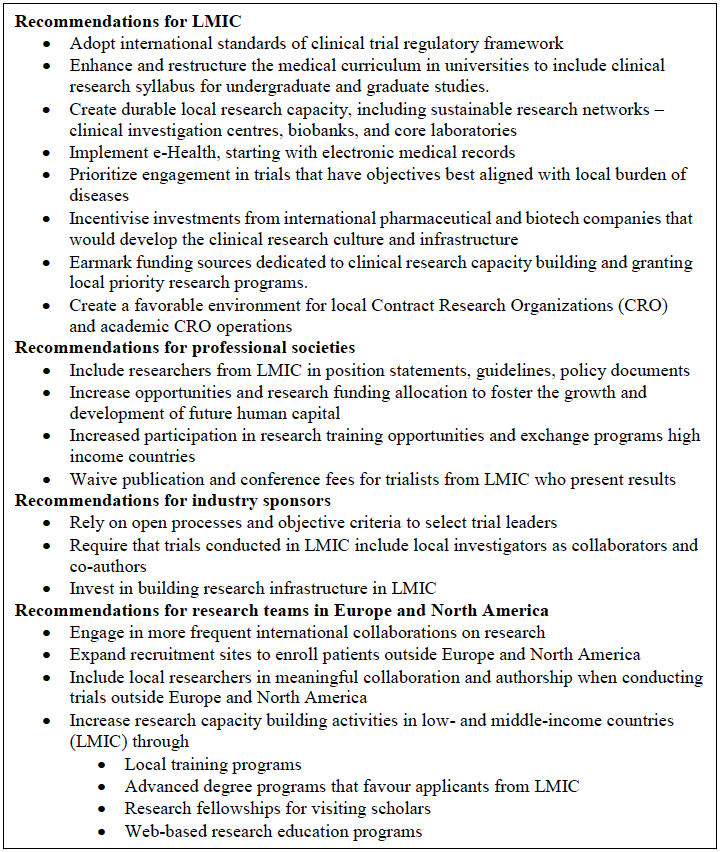 Recommendations for LMIC
• Adopt international standards of clinical trial regulatory framework
• Enhance and restructure the medical curriculum in universities to include clinical
research syllabus for undergraduate and graduate studies.
• Create durable local research capacity, including sustainable research networks –
clinical investigation centres, biobanks, and core laboratories
• Implement e-Health, starting with electronic medical records
• Prioritize engagement in trials that have objectives best aligned with local burden of
diseases
• Incentivise investments from international pharmaceutical and biotech companies that
would develop the clinical research culture and infrastructure
• Earmark funding sources dedicated to clinical research capacity building and granting
local priority research programs.
• Create a favorable environment for local Contract Research Organizations (CRO)
and academic CRO operations
Recommendations for professional societies
• Include researchers from LMIC in position statements, guidelines, policy documents
• Increase opportunities and research funding allocation to foster the growth and
development of future human capital
• Increased participation in research training opportunities and exchange programs high
income countries
• Waive publication and conference fees for trialists from LMIC who present results
Recommendations for industry sponsors
• Rely on open processes and objective criteria to select trial leaders
• Require that trials conducted in LMIC include local investigators as collaborators and
co-authors
• Invest in building research infrastructure in LMIC
Recommendations for research teams in Europe and North America
• Engage in more frequent international collaborations on research
• Expand recruitment sites to enroll patients outside Europe and North America
• Include local researchers in meaningful collaboration and authorship when conducting
trials outside Europe and North America
• Increase research capacity building activities in low- and middle-income countries
(LMIC) through
• Local training programs
• Advanced degree programs that favour applicants from LMIC
• Research fellowships for visiting scholars
• Web-based research education programs